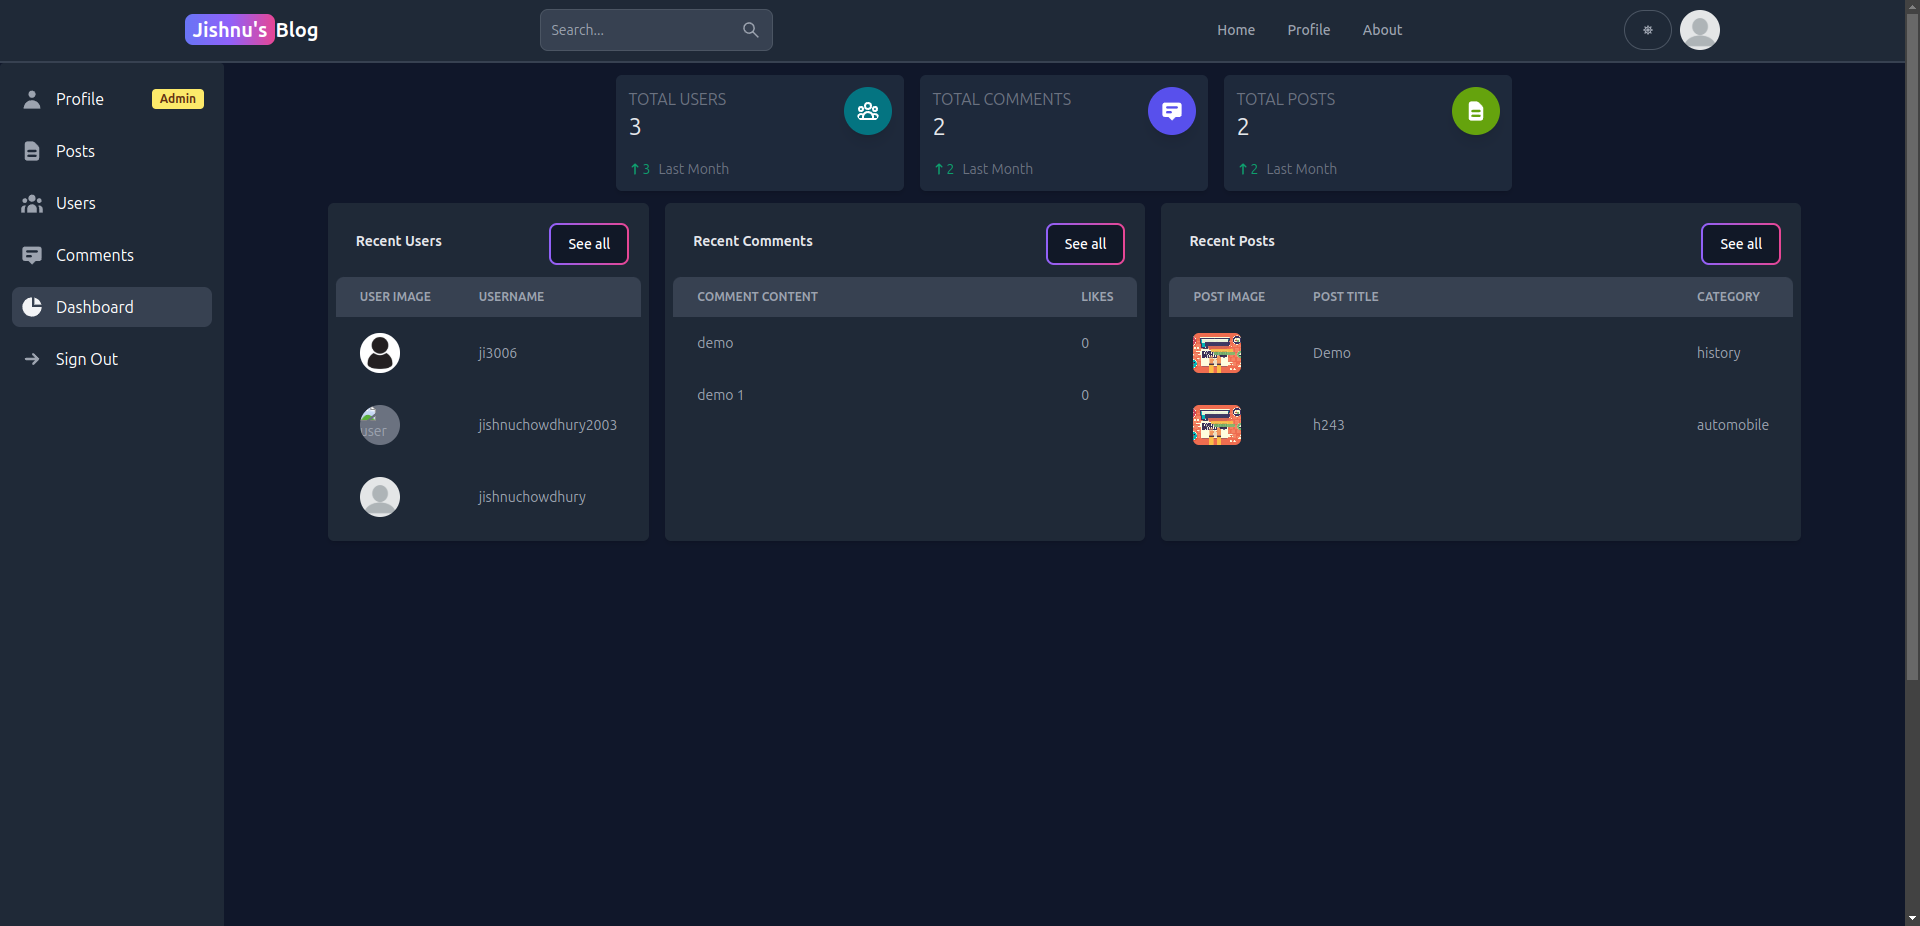 Jishnu's Blog
Search...
Home
Profile
About
Profile
Admin
Posts
Users
Comments
Dashboard
Sign Out
TOTAL USERS
3
3 Last Month
TOTAL COMMENTS
2
2 Last Month
TOTAL POSTS
2
2 Last Month
Recent Users
See all
USER IMAGE USERNAME
ji3006
user jishnuchowdhury2003
jishnuchowdhury
Recent Comments
See all
COMMENT CONTENT LIKES
demo 0
demo 1 0
Recent Posts
See all
POST IMAGE POST TITLE CATEGORY
Demo history
h243 automobile